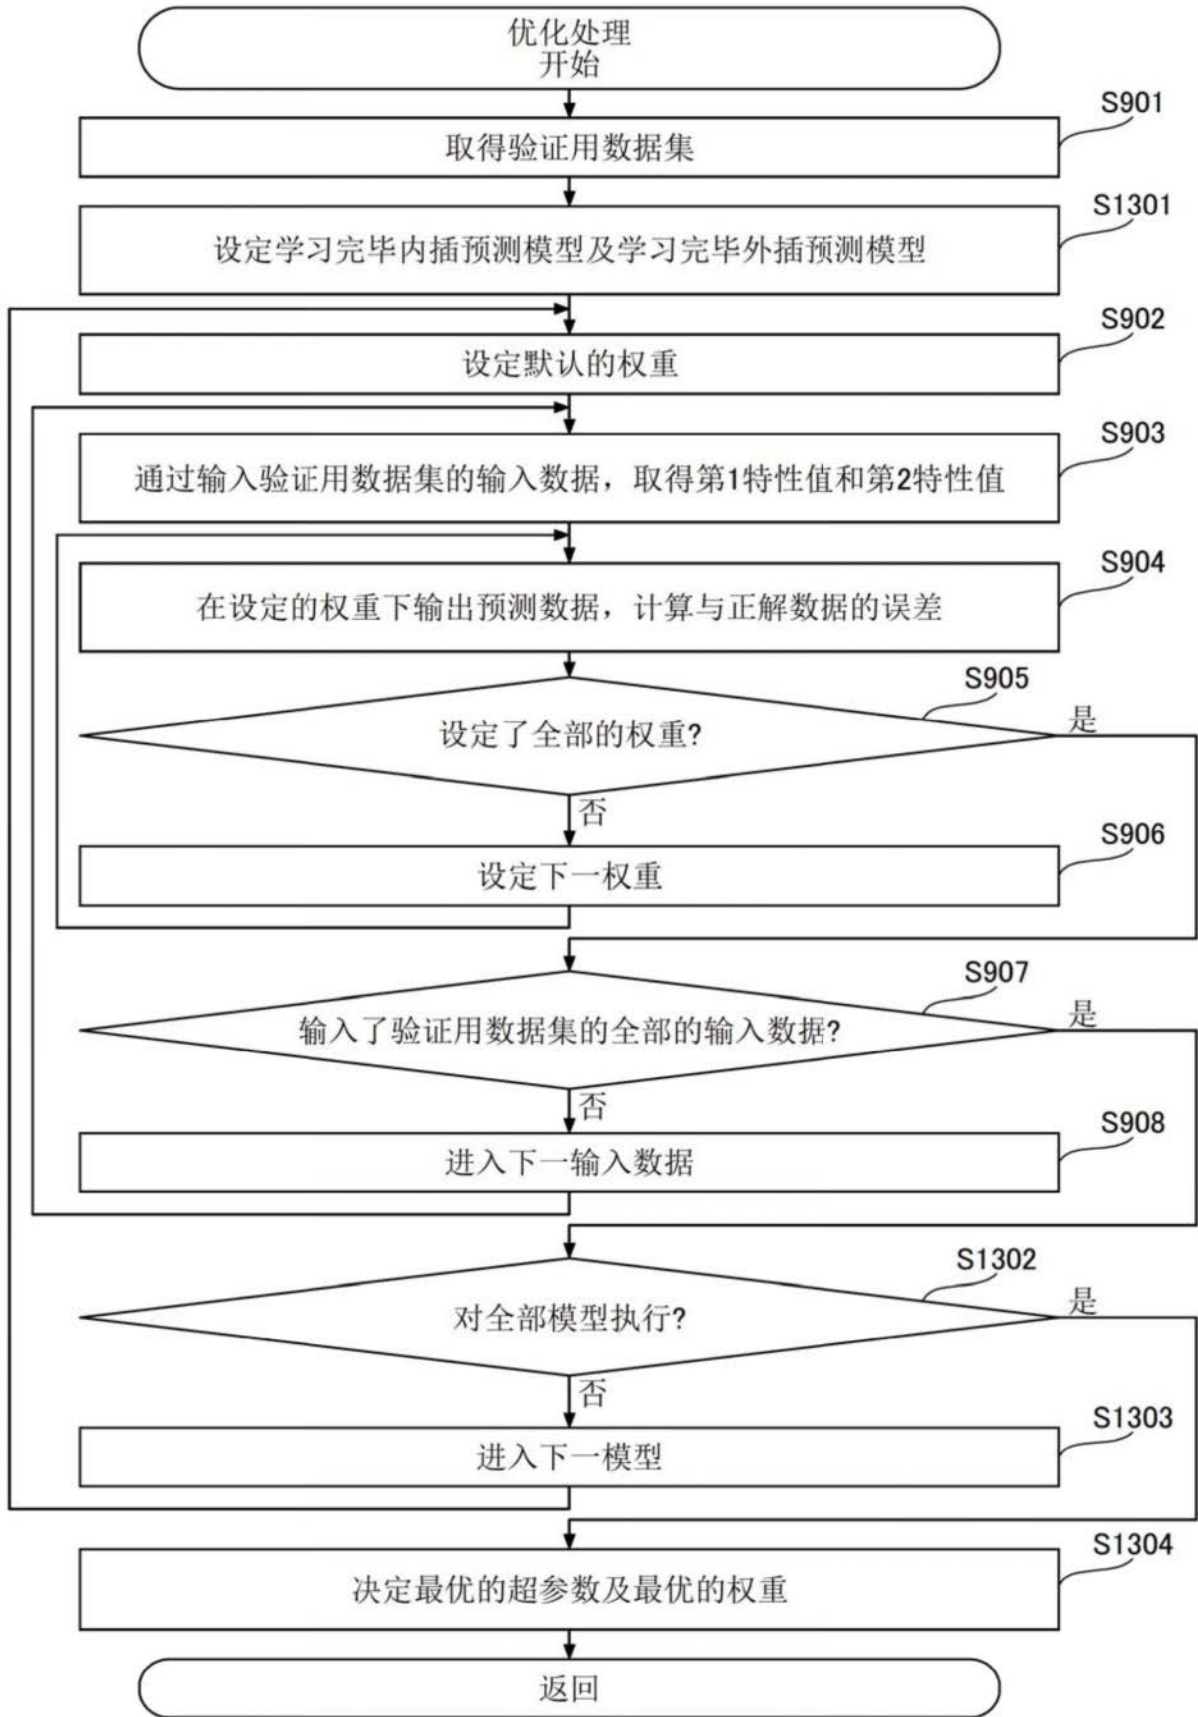 优化处理
开始
S901
取得验证用数据集
S1301
设定学习完毕内插预测模型及学习完毕外插预测模型
S902
设定默认的权重
S903
通过输入验证用数据集的输入数据，取得第1特性值和第2特性值
S904
在设定的权重下输出预测数据，计算与正解数据的误差
S905
设定了全部的权重?
是
否
S906
设定下一权重
S907
输入了验证用数据集的全部的输入数据?
是
否
S908
进入下一输入数据
S1302
对全部模型执行?
是
否
S1303
进入下一模型
S1304
决定最优的超参数及最优的权重
返回